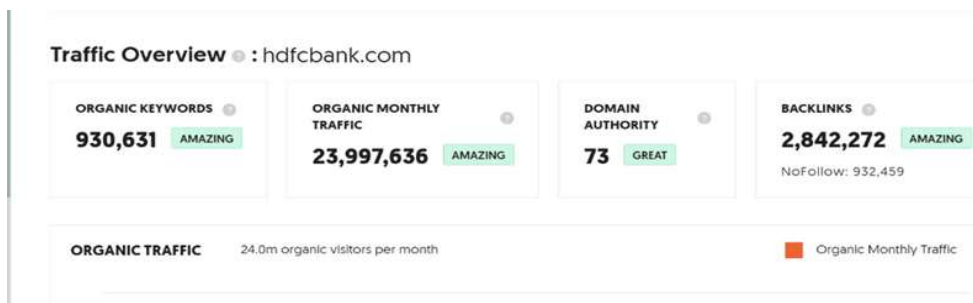 Traffic Overview ? : hdfcbank.com
ORGANIC KEYWORDS ?
930,631 AMAZING
ORGANIC MONTHLY
TRAFFIC ?
23,997,636 AMAZING
DOMAIN
AUTHORITY ?
73 GREAT
BACKLINKS ?
2,842,272 AMAZING
NoFollow: 932,459
ORGANIC TRAFFIC 24.0m organic visitors per month Organic Monthly Traffic